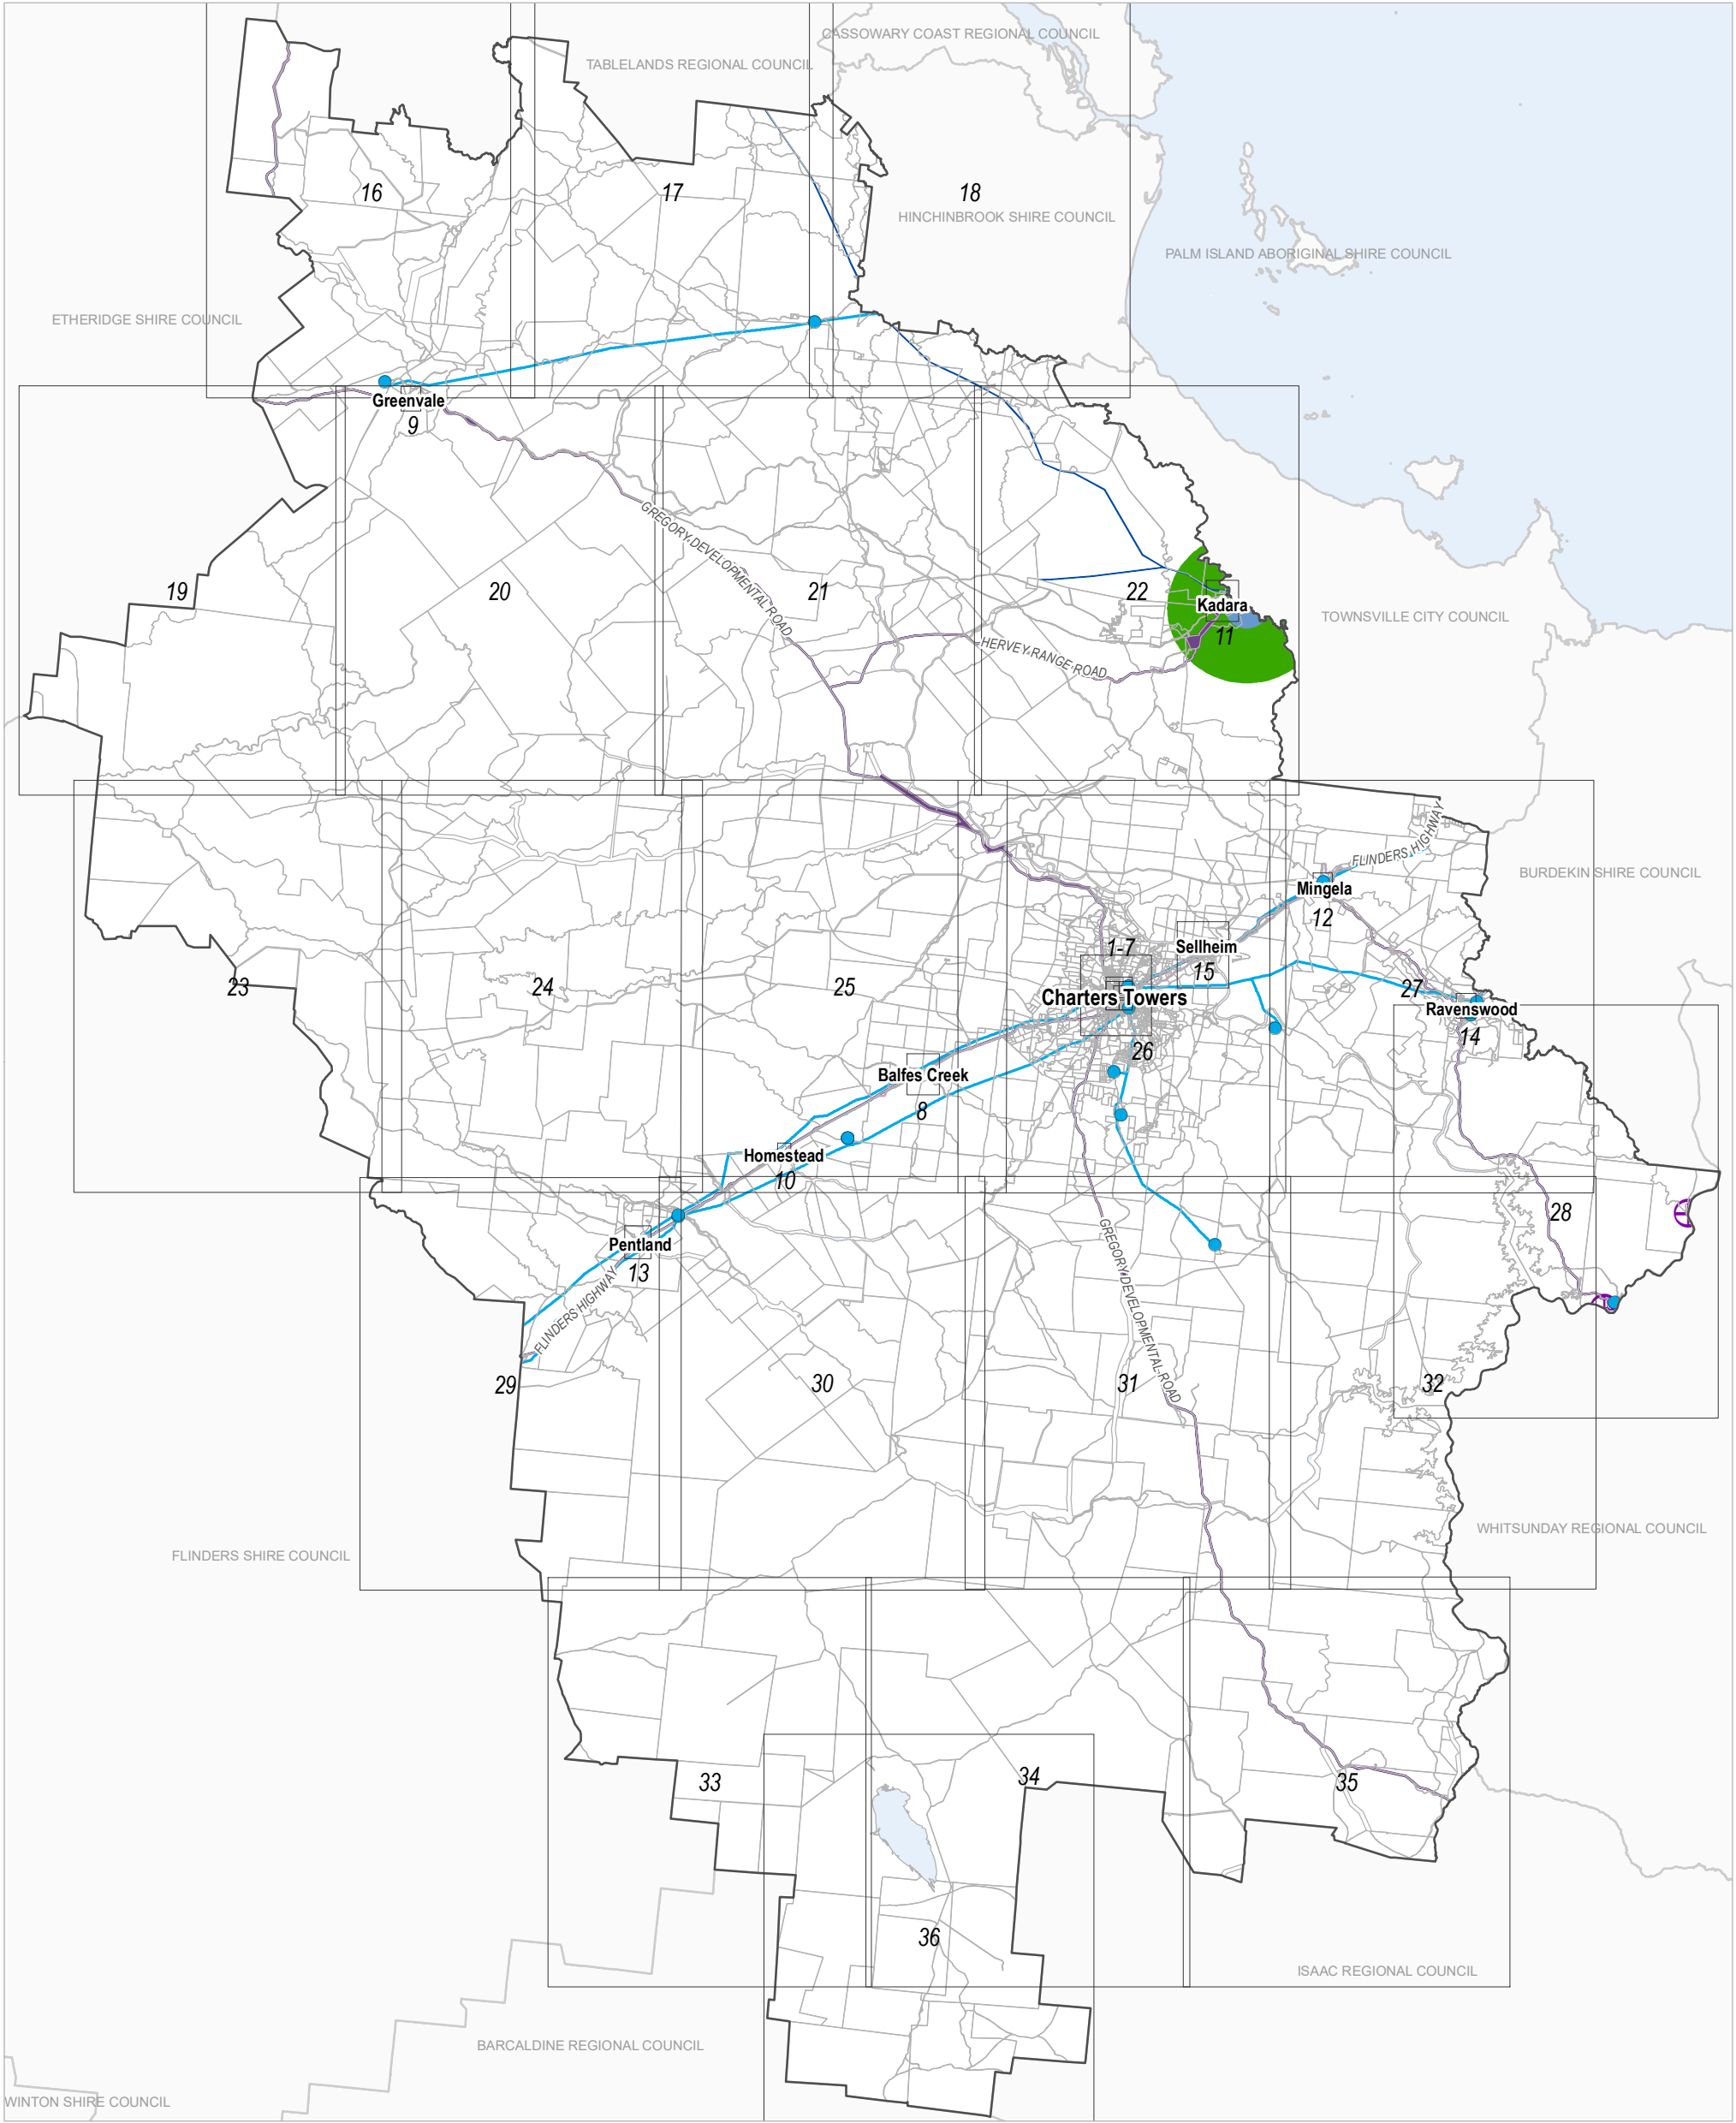 CASSOWARY COAST REGIONAL COUNCIL
TABLELANDS REGIONAL COUNCIL
16
17
18
HINCHINBROOK SHIRE COUNCIL
PALM ISLAND ABORIGINAL SHIRE COUNCIL
ETHERIDGE SHIRE COUNCIL
Greenvale
9
GREGORY DEVELOPMENTAL ROAD
19
20
21
22
Kadara
11
TOWNSVILLE CITY COUNCIL
HERVEY RANGE ROAD
FLINDERS HIGHWAY
BURDEKIN SHIRE COUNCIL
Mingela
12
1-7
Sellheim
15
23
24
25
Charters Towers
27
Ravenswood
14
26
Balfes Creek
8
Homestead
10
28
Pentland
13
GREGORY DEVELOPMENTAL ROAD
FLINDERS HIGHWAY
29
30
31
32
WHITSUNDAY REGIONAL COUNCIL
FLINDERS SHIRE COUNCIL
33
34
35
36
ISAAC REGIONAL COUNCIL
BARCALDINE REGIONAL COUNCIL
WINTON SHIRE COUNCIL